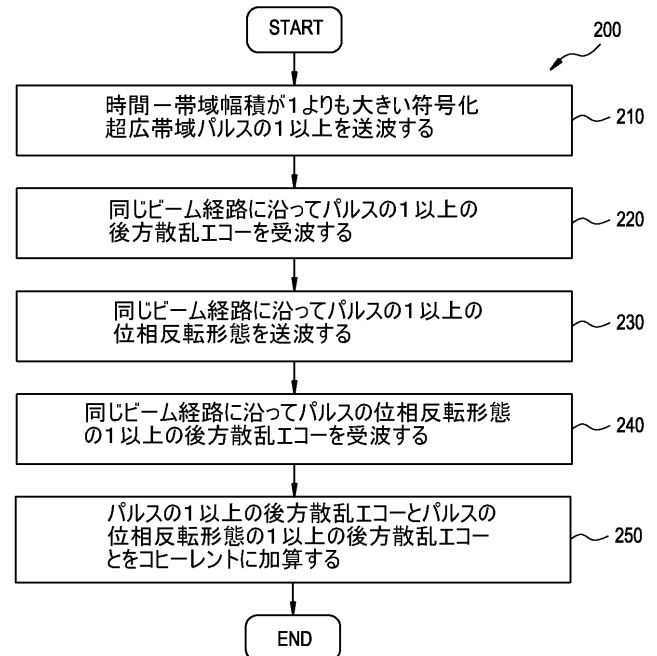 START
200
時間－帯域幅積が1よりも大きい符号化
超広帯域パルスの1以上を送波する
210
同じビーム経路に沿ってパルスの1以上の
後方散乱エコーを受波する
220
同じビーム経路に沿ってパルスの1以上の
位相反転形態を送波する
230
同じビーム経路に沿ってパルスの位相反転形態
の1以上の後方散乱エコーを受波する
240
パルスの1以上の後方散乱エコーとパルスの
位相反転形態の1以上の後方散乱エコー
とをコヒーレントに加算する
250
END